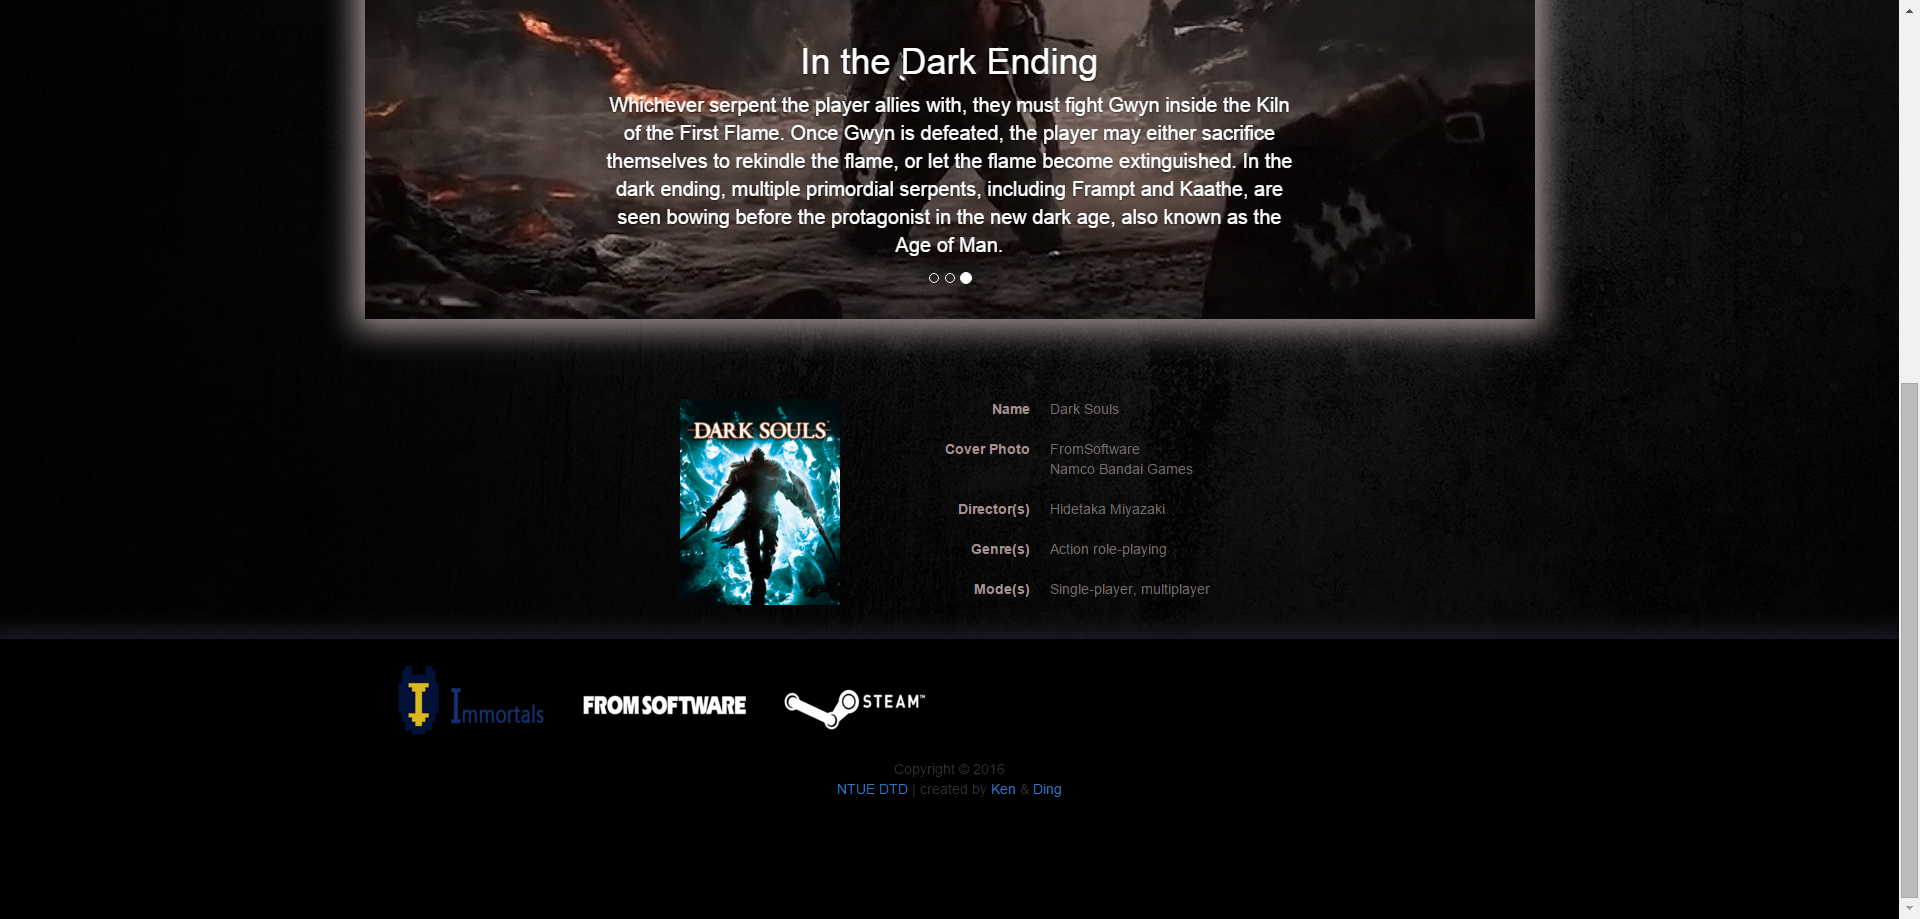 In the Dark Ending
Whichever serpent the player allies with, they must fight Gwyn inside the Kiln
of the First Flame. Once Gwyn is defeated, the player may either sacrifice
themselves to rekindle the flame, or let the flame become extinguished. In the
dark ending, multiple primordial serpents, including Frampt and Kaathe, are
seen bowing before the protagonist in the new dark age, also known as the
Age of Man.
DARK SOULS
Name Dark Souls
Cover Photo FromSoftware
Namco Bandai Games
Director(s) Hidetaka Miyazaki
Genre(s) Action role-playing
Mode(s) Single-player, multiplayer
I Immortals FROMSOFTWARE STEAM™
Copyright © 2016
NTUE DTD | created by Ken & Ding